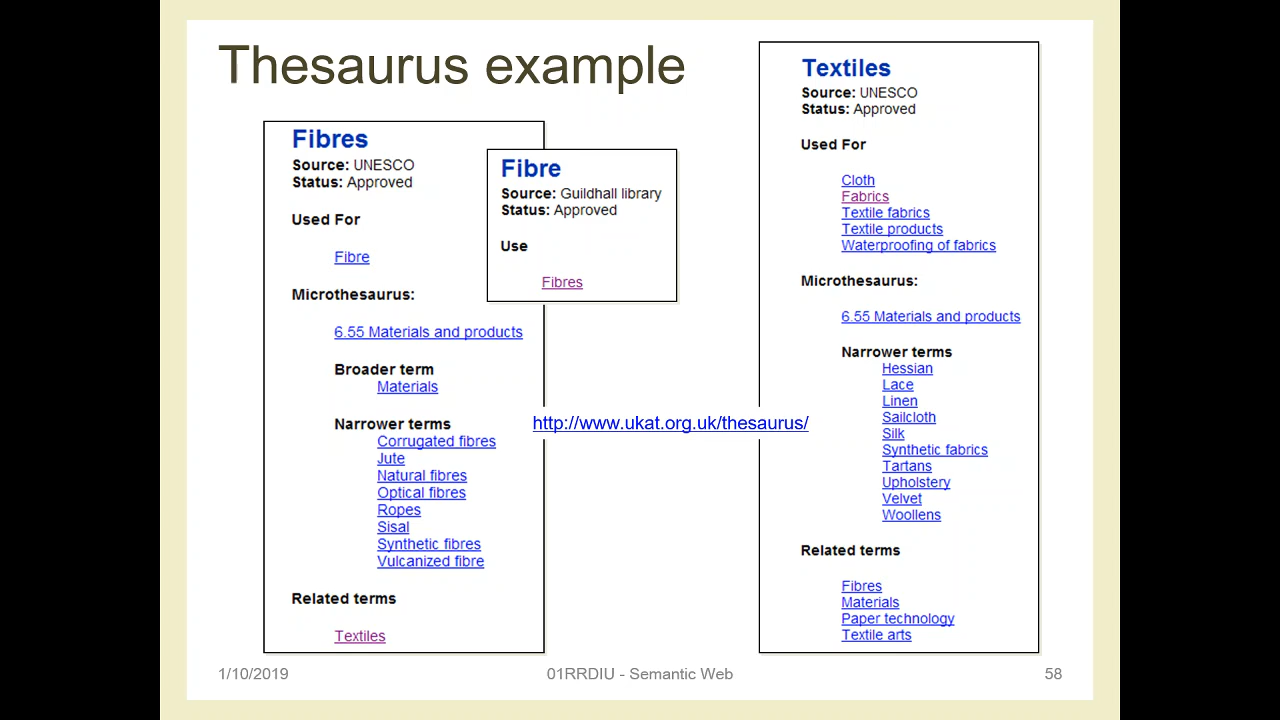 Thesaurus example
Fibres
Source: UNESCO
Status: Approved
Used For
Fibre
Microthesaurus:
6.55 Materials and products
Broader term
Materials
Narrower terms
Corrugated fibres
Jute
Natural fibres
Optical fibres
Ropes
Sisal
Synthetic fibres
Vulcanized fibre
Related terms
Textiles
Fibre
Source: Guildhall library
Status: Approved
Use
Fibres
http://www.ukat.org.uk/thesaurus/
Textiles
Source: UNESCO
Status: Approved
Used For
Cloth
Fabrics
Textile fabrics
Textile products
Waterproofing of fabrics
Microthesaurus:
6.55 Materials and products
Narrower terms
Hessian
Lace
Linen
Sailcloth
Silk
Synthetic fabrics
Tartans
Upholstery
Velvet
Woollens
Related terms
Fibres
Materials
Paper technology
Textile arts
1/10/2019
01RRDIU - Semantic Web
58